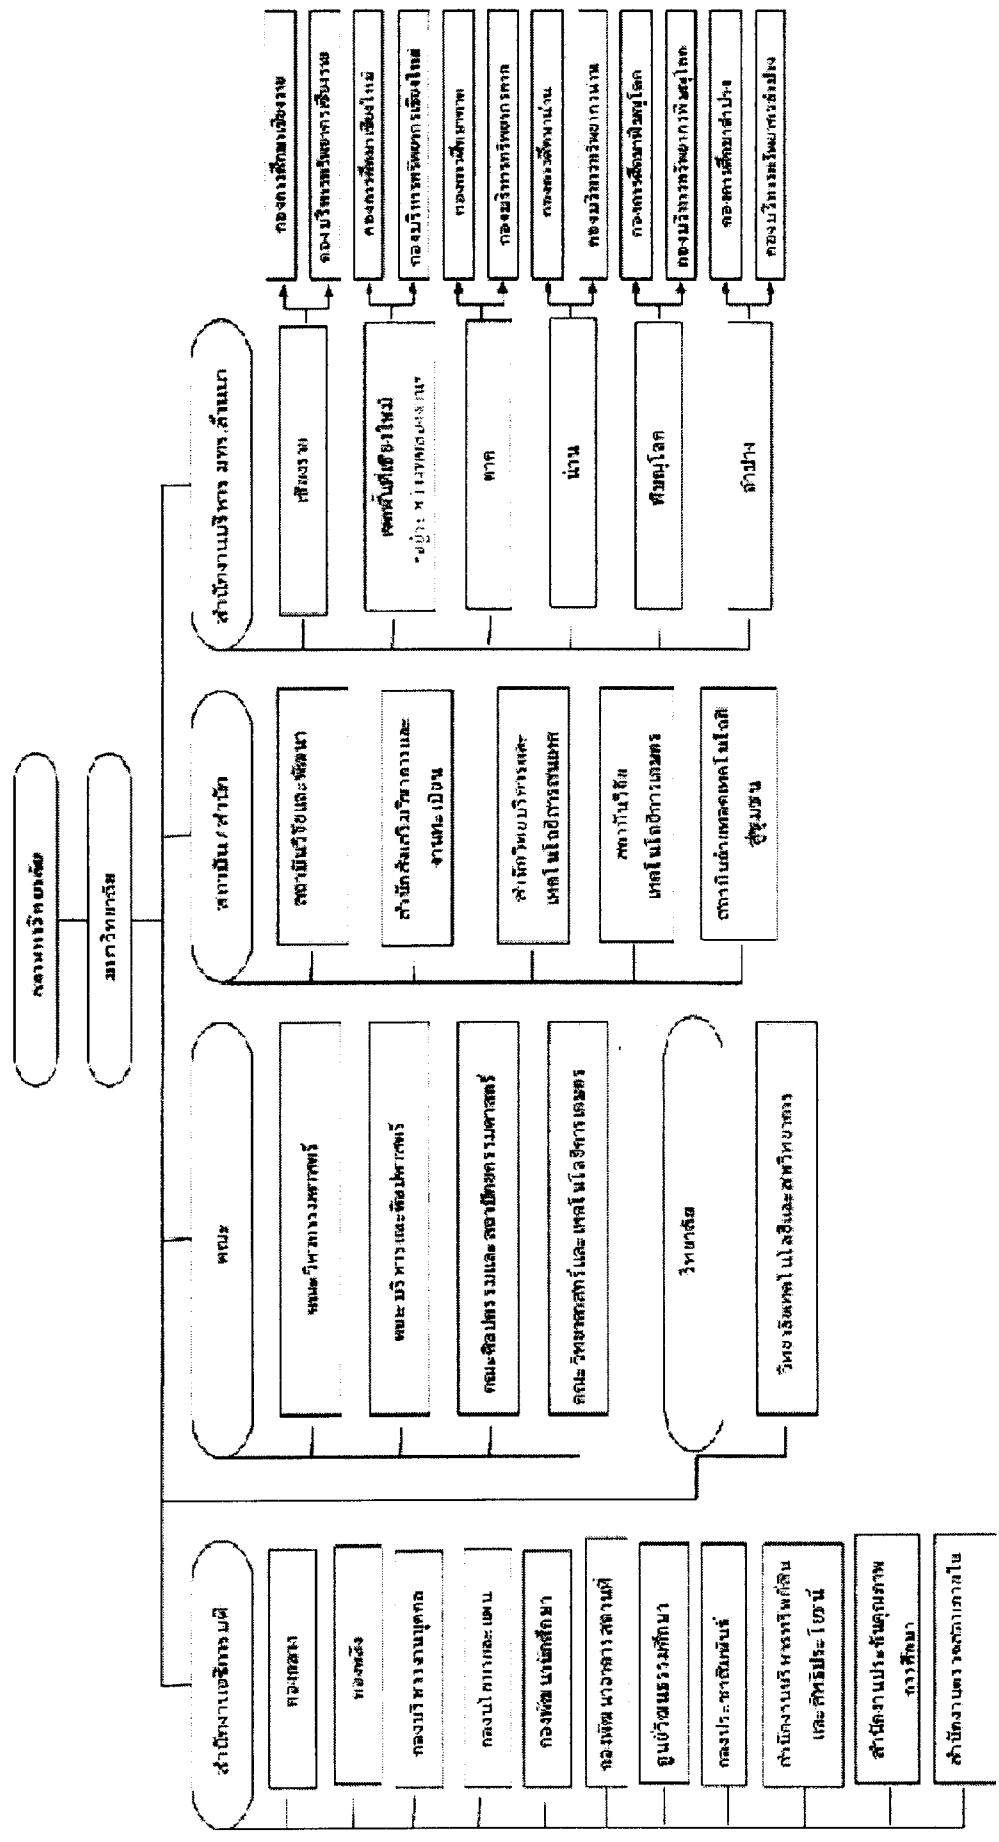 สภามหาวิทยาลัย
มหาวิทยาลัย
สำนักงานอธิการบดี
กองกลาง
กองคลัง
กองบริหารงานบุคคล
กองนโยบายและแผน
กองพัฒนานักศึกษา
กองพัฒนาอาคารสถานที่
ศูนย์วัฒนธรรมศึกษา
กองประชาสัมพันธ์
สำนักงานบริหารทรัพย์สิน
และสิทธิประโยชน์
สำนักงานประกันคุณภาพ
การศึกษา
สำนักงานตรวจสอบภายใน
คณะ
คณะวิศวกรรมศาสตร์
คณะบริหารและศิลปศาสตร์
คณะศิลปกรรมและสถาปัตยกรรมศาสตร์
คณะวิทยาศาสตร์และเทคโนโลยีการเกษตร
วิทยาลัย
วิทยาลัยเทคโนโลยีและสหวิทยาการ
สถาบัน / สำนัก
สถาบันวิจัยและพัฒนา
สำนักส่งเสริมวิชาการและ
งานทะเบียน
สำนักวิทยบริการและ
เทคโนโลยีสารสนเทศ
สถาบันวิจัย
เทคโนโลยีการเกษตร
สถาบันถ่ายทอดเทคโนโลยี
สู่ชุมชน
สำนักงานบริหาร มทร.ล้านนา
เชียงราย
เขตพื้นที่เชียงใหม่
ตาก
น่าน
พิษณุโลก
ลำปาง
กองการศึกษาเชียงราย
กองบริหารทรัพยากรเชียงราย
กองการศึกษาเชียงใหม่
กองบริหารทรัพยากรเชียงใหม่
กองการศึกษาตาก
กองบริหารทรัพยากรตาก
กองการศึกษาน่าน
กองบริหารทรัพยากรน่าน
กองการศึกษาพิษณุโลก
กองบริหารทรัพยากรพิษณุโลก
กองการศึกษาลำปาง
กองบริหารทรัพยากรลำปาง